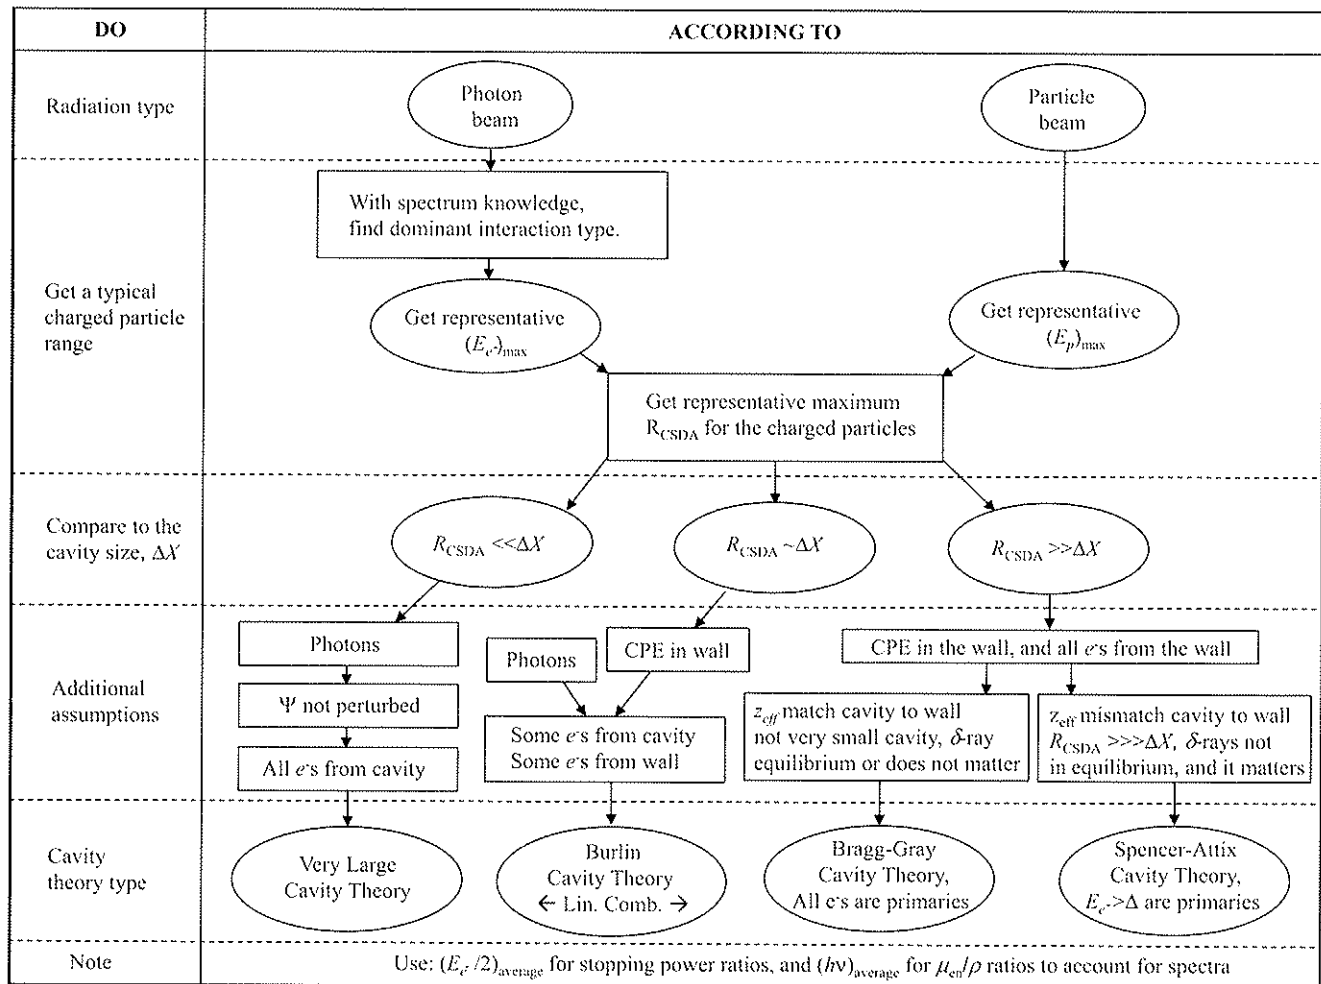 DO
ACCORDING TO
Radiation type
Photon
beam
Particle
beam
Get a typical
charged particle
range
With spectrum knowledge,
find dominant interaction type.
Get representative
(E_e-)_max
Get representative
(E_p)_max
Get representative maximum
R_CSDA for the charged particles
Compare to the
cavity size, ΔX
R_CSDA <<ΔX
R_CSDA ~ΔX
R_CSDA >>ΔX
Additional
assumptions
Photons
Ψ not perturbed
All e-s from cavity
Photons
CPE in wall
Some e-s from cavity
Some e-s from wall
CPE in the wall, and all e-s from the wall
z_eff match cavity to wall
not very small cavity, δ-ray
equilibrium or does not matter
z_eff mismatch cavity to wall
R_CSDA >>>ΔX, δ-rays not
in equilibrium, and it matters
Cavity
theory type
Very Large
Cavity Theory
Burlin
Cavity Theory
← Lin. Comb. →
Bragg-Gray
Cavity Theory,
All e-s are primaries
Spencer-Attix
Cavity Theory,
E_e->Δ are primaries
Note
Use: (E_e-/2)_average for stopping power ratios, and (hν)_average for μ_en/ρ ratios to account for spectra